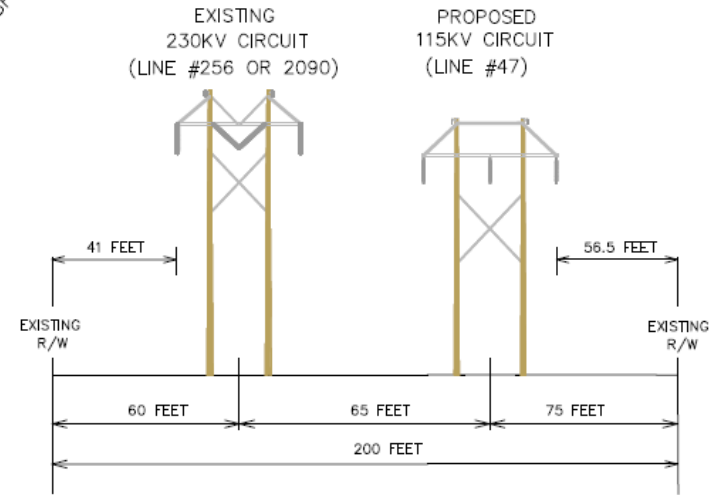 EXISTING
230KV CIRCUIT
(LINE #256 OR 2090)
PROPOSED
115KV CIRCUIT
(LINE #47)
41 FEET
56.5 FEET
EXISTING
R/W
EXISTING
R/W
60 FEET
65 FEET
75 FEET
200 FEET